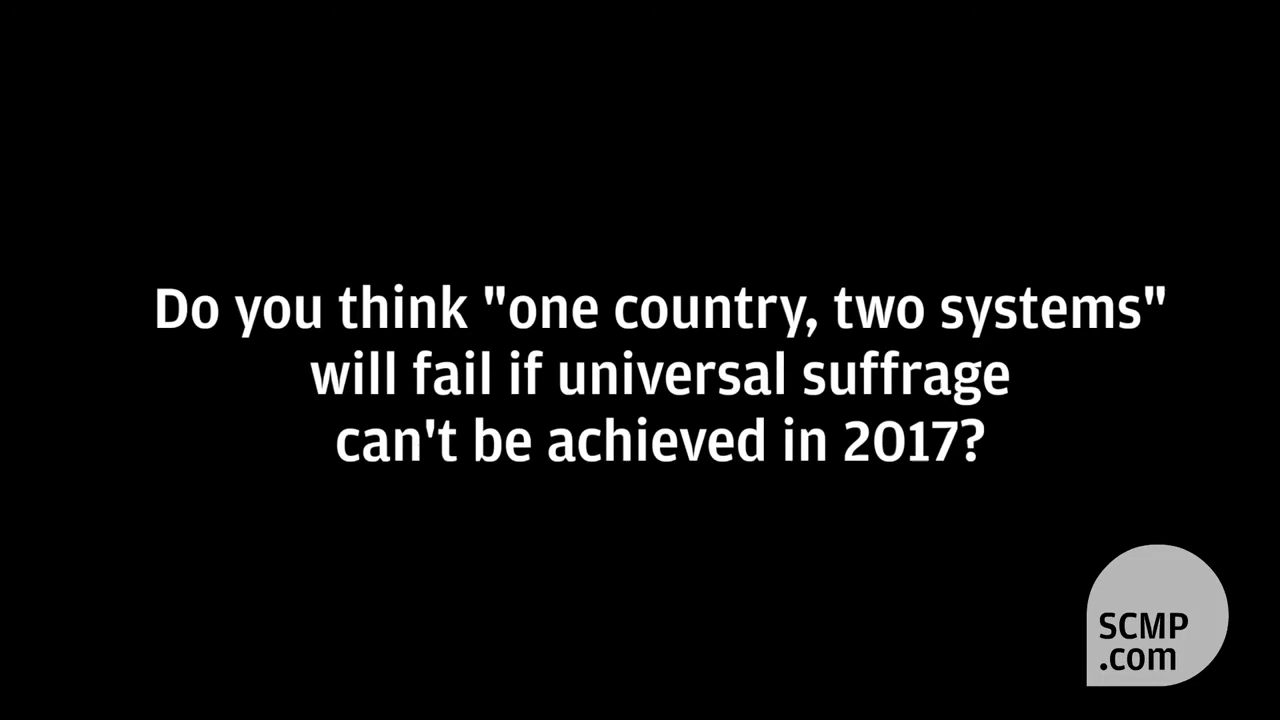 Do you think "one country, two systems"
will fail if universal suffrage
can't be achieved in 2017?
SCMP
.com